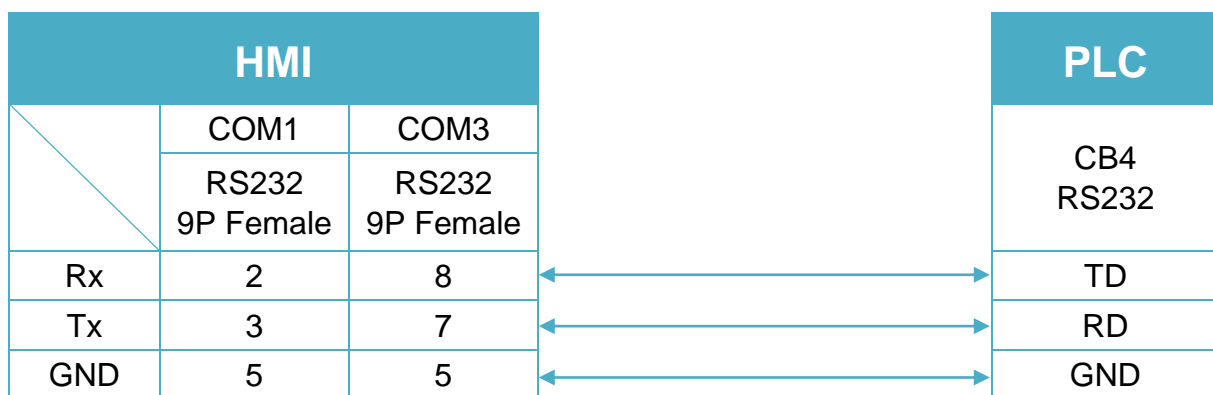 HMI PLC
COM1 COM3
CB4
RS232 RS232
RS232
9P Female 9P Female
Rx 2 8 TD
Tx 3 7 RD
GND 5 5 GND